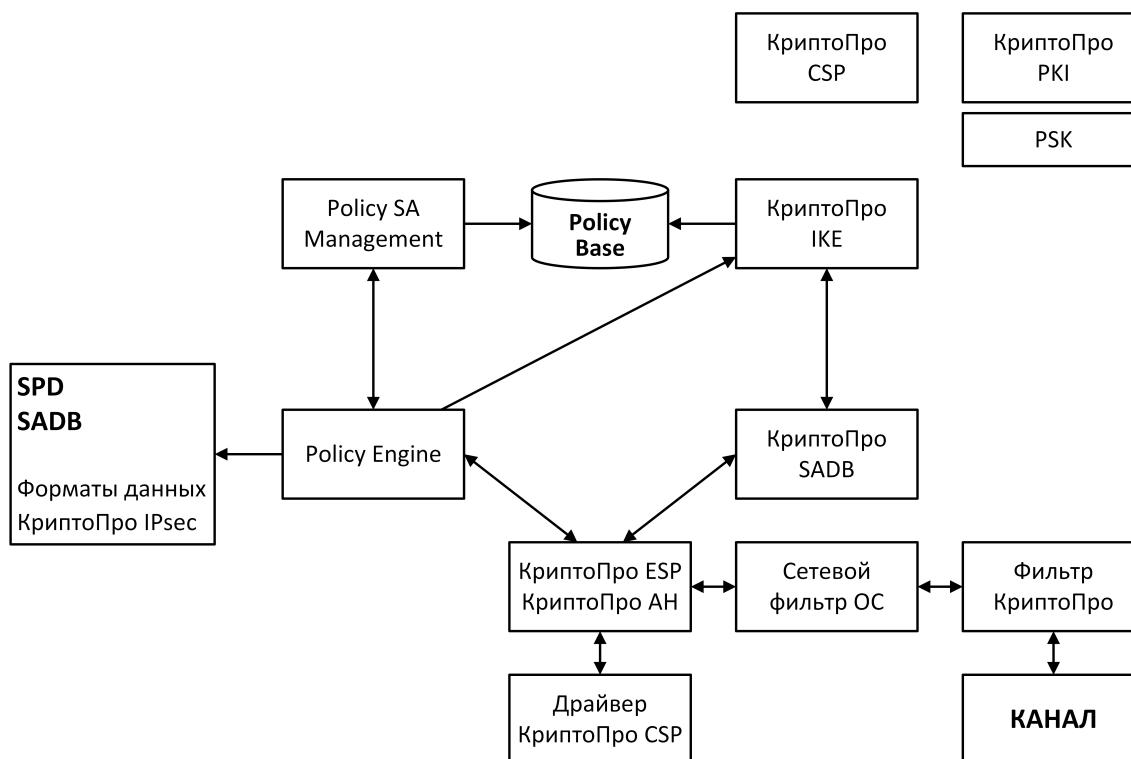 КриптоПро
CSP
КриптоПро
PKI
PSK
Policy SA
Management
Policy
Base
КриптоПро
IKE
SPD
SADB
Форматы данных
КриптоПро IPsec
Policy Engine
КриптоПро
SADB
КриптоПро ESP
КриптоПро AH
Сетевой
фильтр ОС
Фильтр
КриптоПро
Драйвер
КриптоПро CSP
КАНАЛ